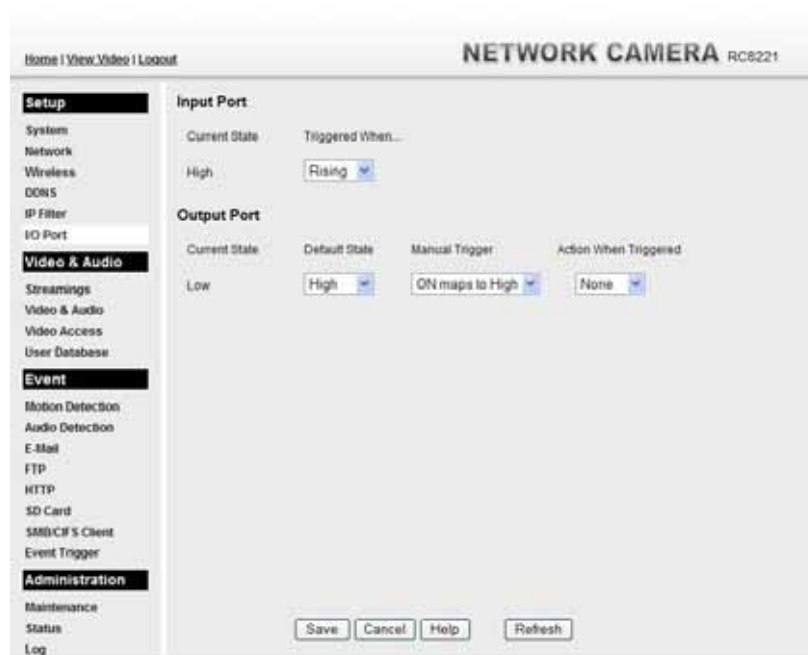 Home | View Video | Logout
NETWORK CAMERA RC8221
Setup
System
Network
Wireless
DDNS
IP Filter
I/O Port
Video & Audio
Streamings
Video & Audio
Video Access
User Database
Event
Motion Detection
Audio Detection
E-Mail
FTP
HTTP
SD Card
SMB/CIFS Client
Event Trigger
Administration
Maintenance
Status
Log
Input Port
Current State Triggered When...
High Rising
Output Port
Current State Default State Manual Trigger Action When Triggered
Low High ON maps to High None
Save Cancel Help Refresh